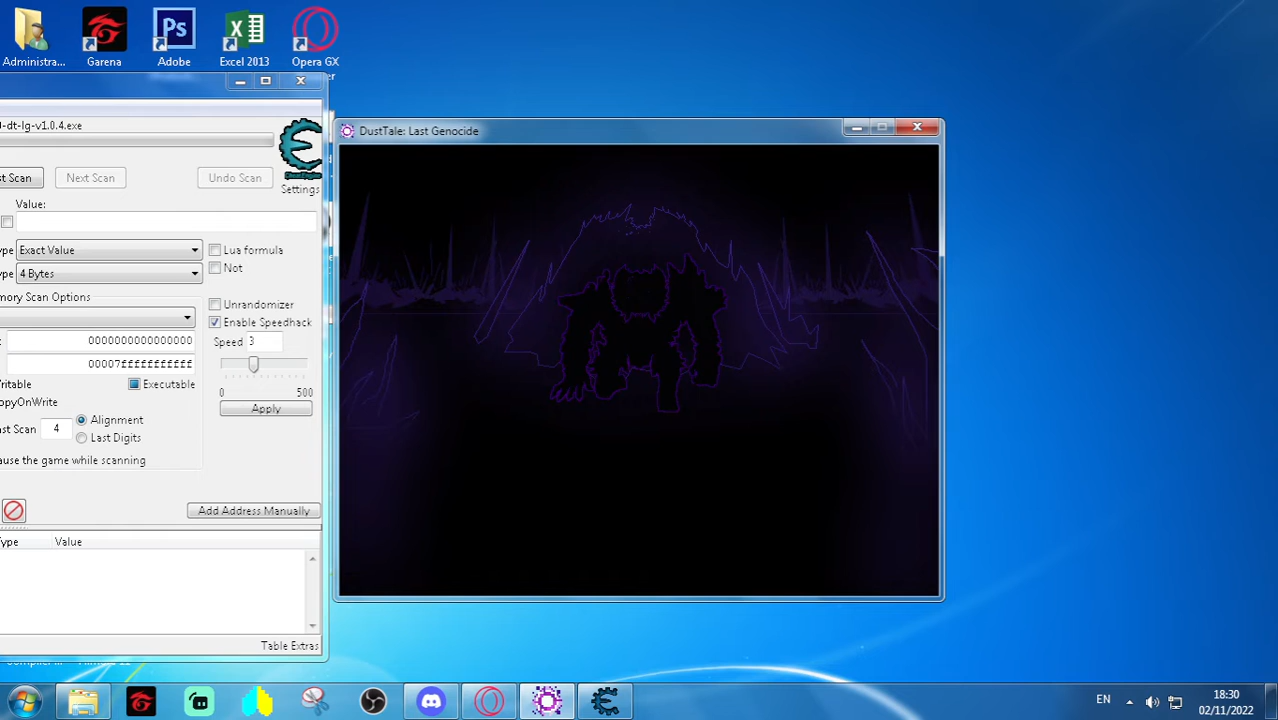 Administra...
Garena
Adobe
Excel 2013
Opera GX
-dt-lg-v1.0.4.exe
t Scan
Next Scan
Undo Scan
Settings
Value:
ype
Exact Value
Lua formula
ype
4 Bytes
Not
mory Scan Options
Unrandomizer
Enable Speedhack
0000000000000000
Speed
3
00007fffffffffff
ritable
Executable
0
500
opyOnWrite
Apply
ast Scan
4
Alignment
Last Digits
ause the game while scanning
Add Address Manually
ype
Value
Table Extras
DustTale: Last Genocide
EN
18:30
02/11/2022